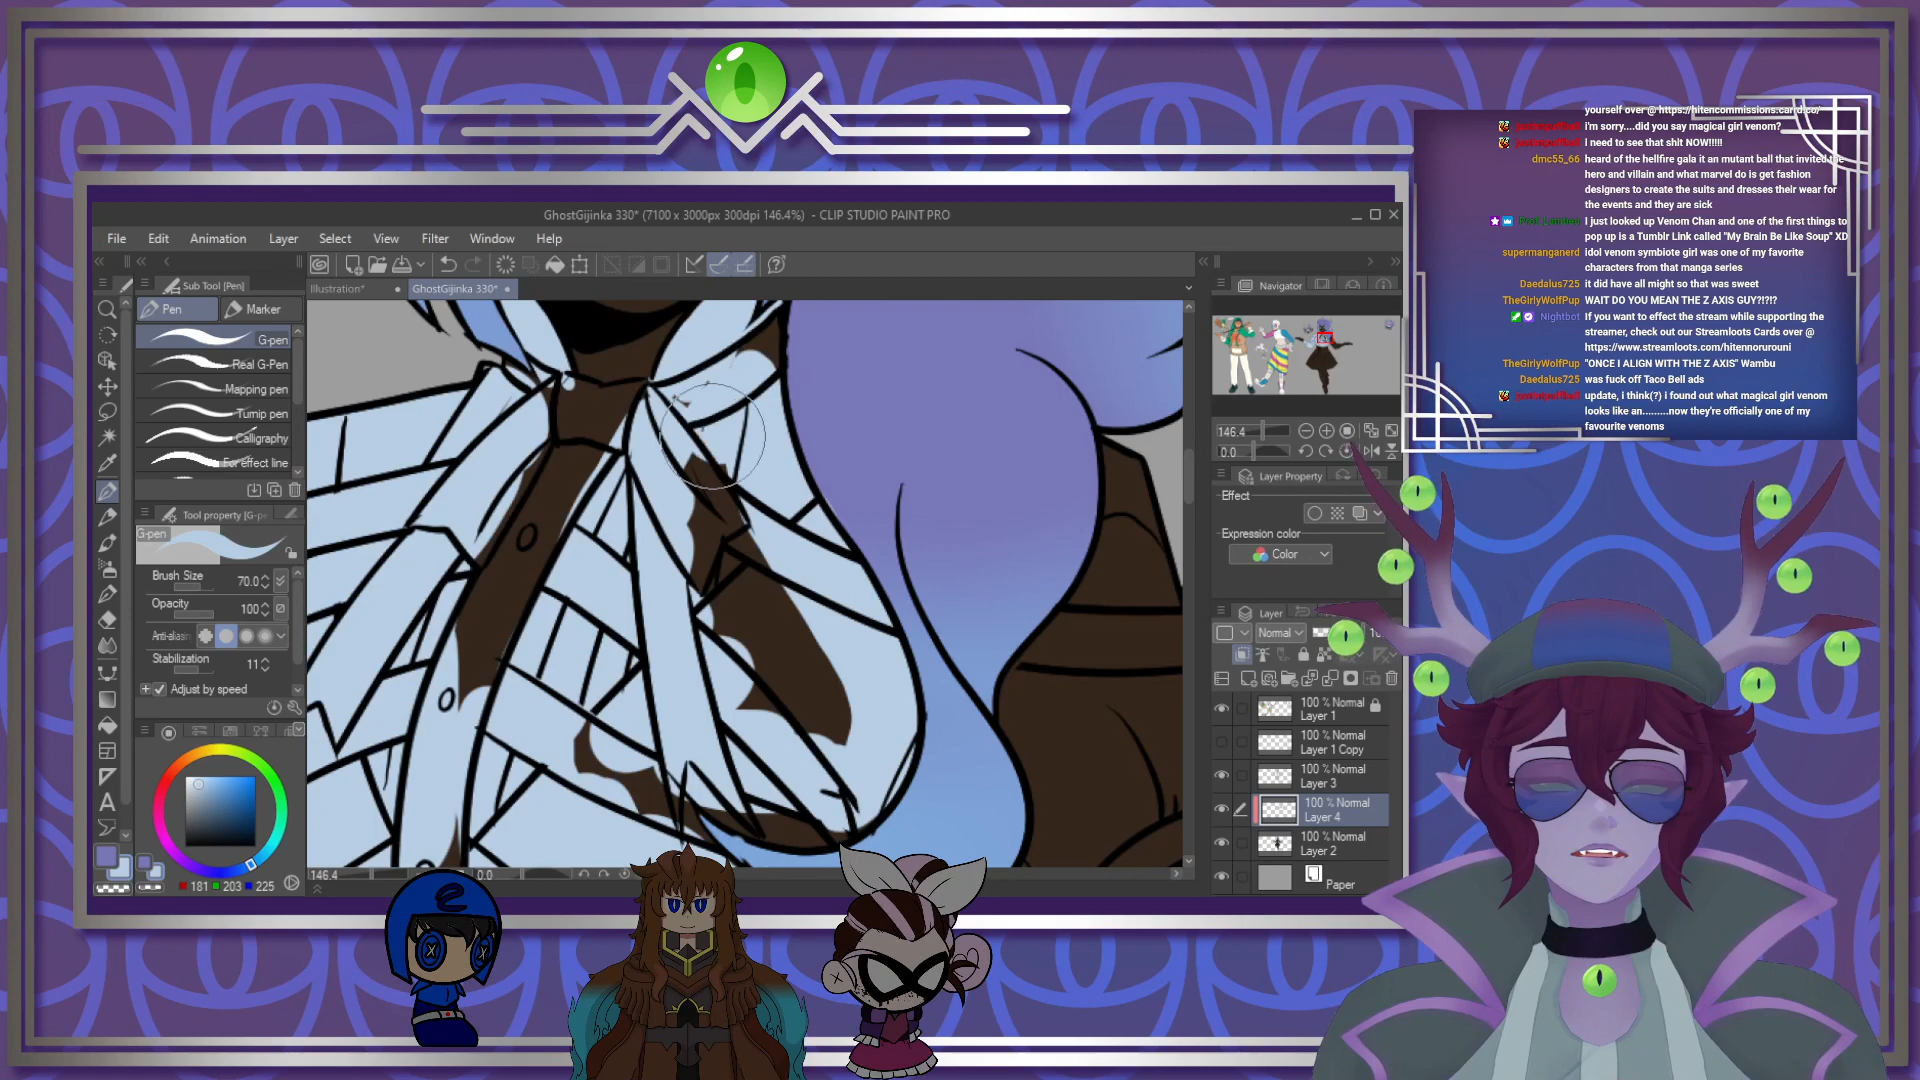 GhostGijinka 330* (7100 x 3000px 300dpi 146.4%) - CLIP STUDIO PAINT PRO
File Edit Animation Layer Select View Filter Window Help
Sub Tool [Pen]
Pen Marker
G-pen
Real G-Pen
Mapping pen
Turnip pen
Calligraphy
For effect line
Tool property [G-pe
G-pen
Brush Size 70.0
Opacity 100
Anti-aliasin
Stabilization 11
Adjust by speed
181 203 225
Illustration* GhostGijinka 330*
146.4 0.0
Navigator
146.4
0.0
Layer Property
Effect
Expression color
Color
Layer
Normal
100 % Normal
Layer 1
100 % Normal
Layer 1 Copy
100 % Normal
Layer 3
100 % Normal
Layer 4
100 % Normal
Layer 2
Paper
yourself over @ https://hitencommissions.carrd.co/
i'm sorry....did you say magical girl venom?
i need to see that shit NOW!!!!!
dmc55_66 heard of the hellfire gala it an mutant ball that invited the
hero and villain and what marvel do is get fashion
designers to create the suits and dresses their wear for
the events and they are sick
I just looked up Venom Chan and one of the first things to
pop up is a Tumblr Link called "My Brain Be Like Soup" XD
supermanganerd idol venom symbiote girl was one of my favorite
characters from that manga series
Daedalus725 it did have all might so that was sweet
TheGirlyWolfPup WAIT DO YOU MEAN THE Z AXIS GUY?!?!?
Nightbot If you want to effect the stream while supporting the
streamer, check out our Streamloots Cards over @
https://www.streamloots.com/hitennorurouni
TheGirlyWolfPup "ONCE I ALIGN WITH THE Z AXIS" Wambu
Daedalus725 was fuck off Taco Bell ads
update, i think(?) i found out what magical girl venom
looks like an.........now they're officially one of my
favourite venoms